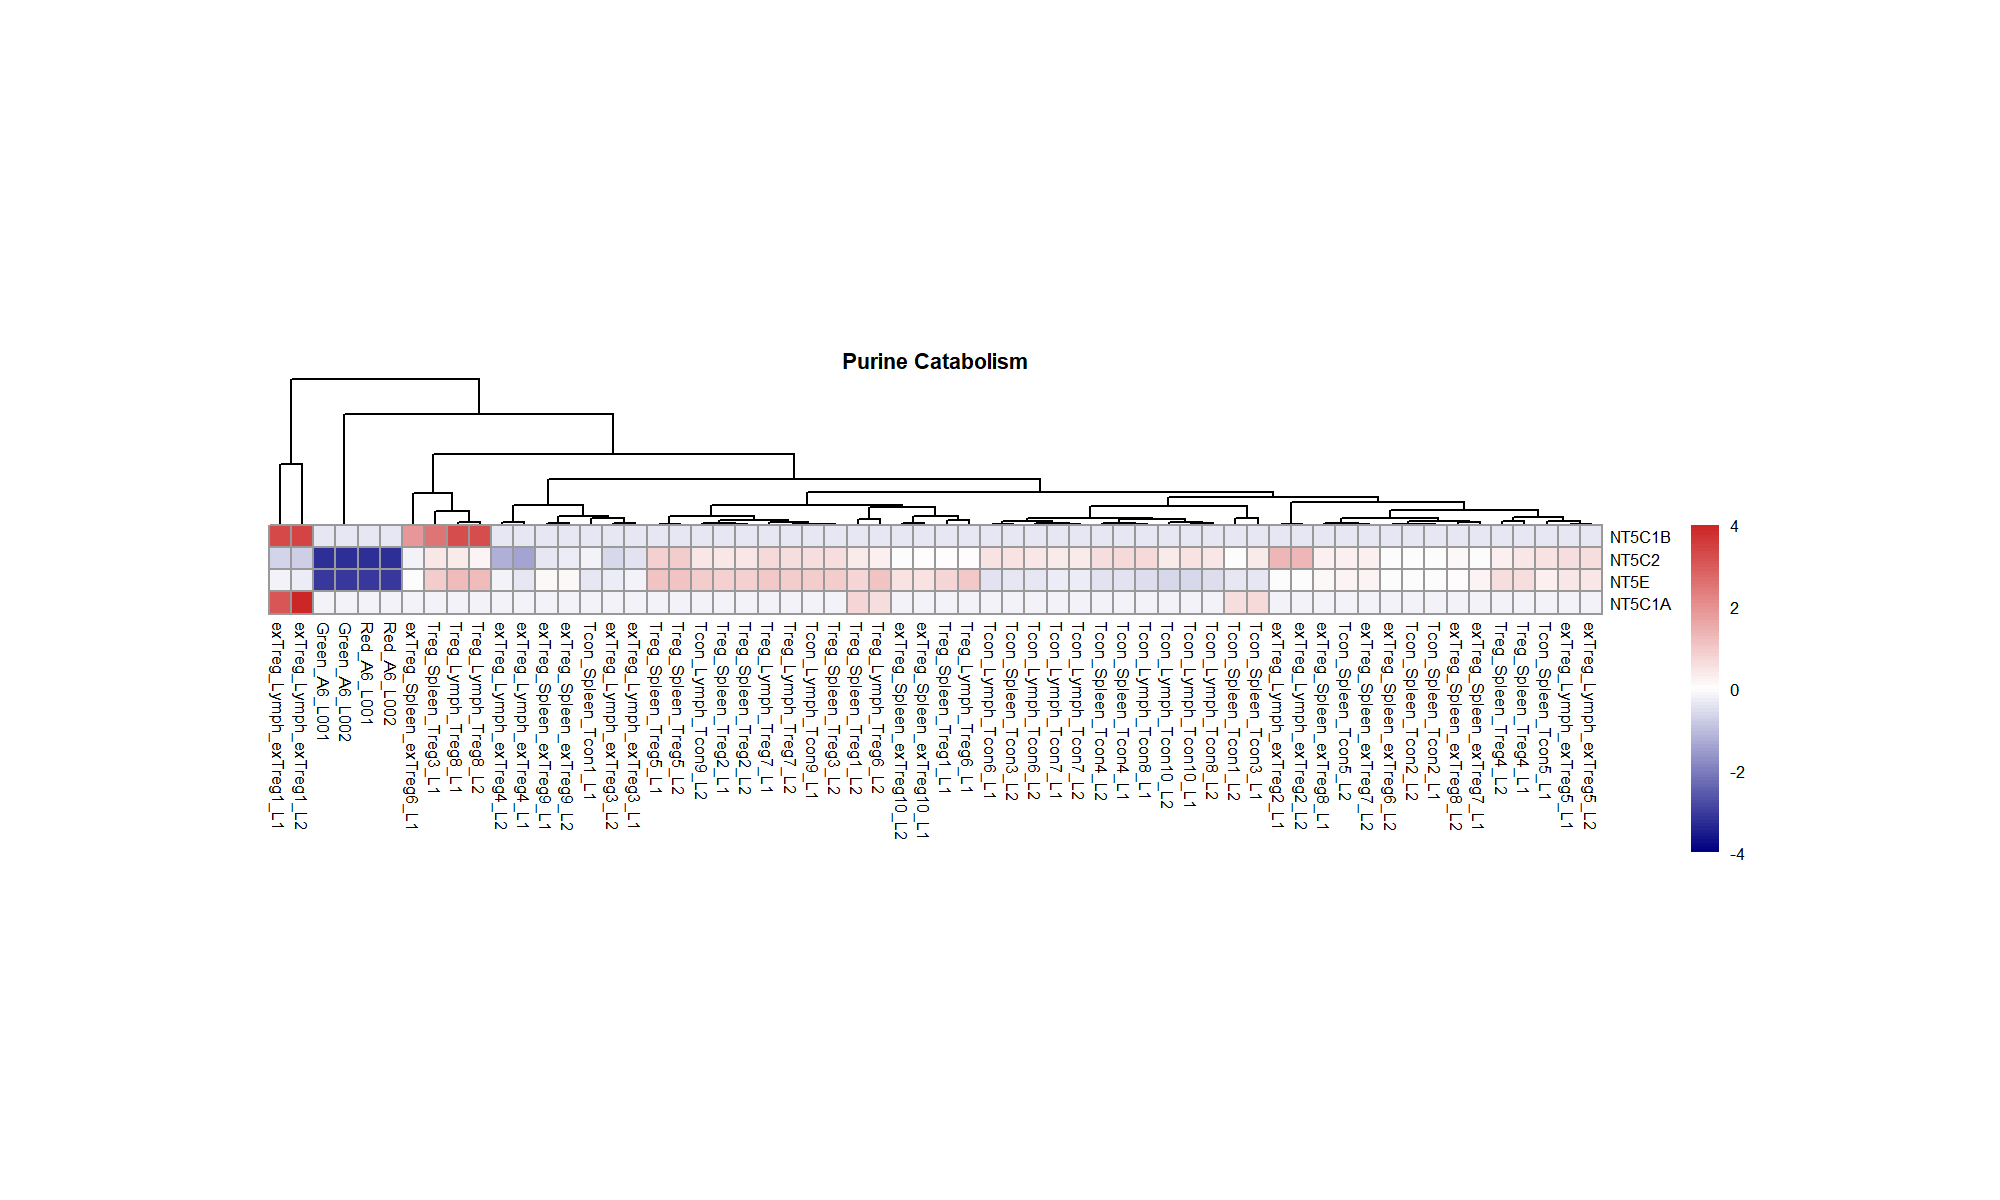 Purine Catabolism
NT5C1B
NT5C2
NT5E
NT5C1A
4
2
0
-2
-4
exTreg_Lymph_exTreg1_L1
exTreg_Lymph_exTreg1_L2
Green_A6_L001
Green_A6_L002
Red_A6_L001
Red_A6_L002
exTreg_Spleen_exTreg6_L1
Treg_Spleen_Treg3_L1
Treg_Lymph_Treg8_L1
Treg_Lymph_Treg8_L2
exTreg_Lymph_exTreg4_L2
exTreg_Lymph_exTreg4_L1
exTreg_Spleen_exTreg9_L1
exTreg_Spleen_exTreg9_L2
Tcon_Spleen_Tcon1_L1
exTreg_Lymph_exTreg3_L2
exTreg_Lymph_exTreg3_L1
Treg_Spleen_Treg5_L1
Treg_Spleen_Treg5_L2
Tcon_Lymph_Tcon9_L2
Treg_Spleen_Treg2_L1
Treg_Spleen_Treg2_L2
Treg_Lymph_Treg7_L1
Treg_Lymph_Treg7_L2
Tcon_Lymph_Tcon9_L1
Treg_Spleen_Treg3_L2
Treg_Spleen_Treg1_L2
Treg_Lymph_Treg6_L2
exTreg_Spleen_exTreg10_L2
exTreg_Spleen_exTreg10_L1
Treg_Spleen_Treg1_L1
Treg_Lymph_Treg6_L1
Tcon_Lymph_Tcon6_L1
Tcon_Spleen_Tcon3_L2
Tcon_Lymph_Tcon6_L2
Tcon_Lymph_Tcon7_L1
Tcon_Lymph_Tcon7_L2
Tcon_Spleen_Tcon4_L2
Tcon_Spleen_Tcon4_L1
Tcon_Lymph_Tcon8_L1
Tcon_Lymph_Tcon10_L2
Tcon_Lymph_Tcon10_L1
Tcon_Lymph_Tcon8_L2
Tcon_Spleen_Tcon1_L2
Tcon_Spleen_Tcon3_L1
exTreg_Lymph_exTreg2_L1
exTreg_Lymph_exTreg2_L2
exTreg_Spleen_exTreg8_L1
Tcon_Spleen_Tcon5_L2
exTreg_Spleen_exTreg7_L2
exTreg_Spleen_exTreg6_L2
Tcon_Spleen_Tcon2_L2
Tcon_Spleen_Tcon2_L1
exTreg_Spleen_exTreg8_L2
exTreg_Spleen_exTreg7_L1
Treg_Spleen_Treg4_L2
Treg_Spleen_Treg4_L1
Tcon_Spleen_Tcon5_L1
exTreg_Lymph_exTreg5_L1
exTreg_Lymph_exTreg5_L2